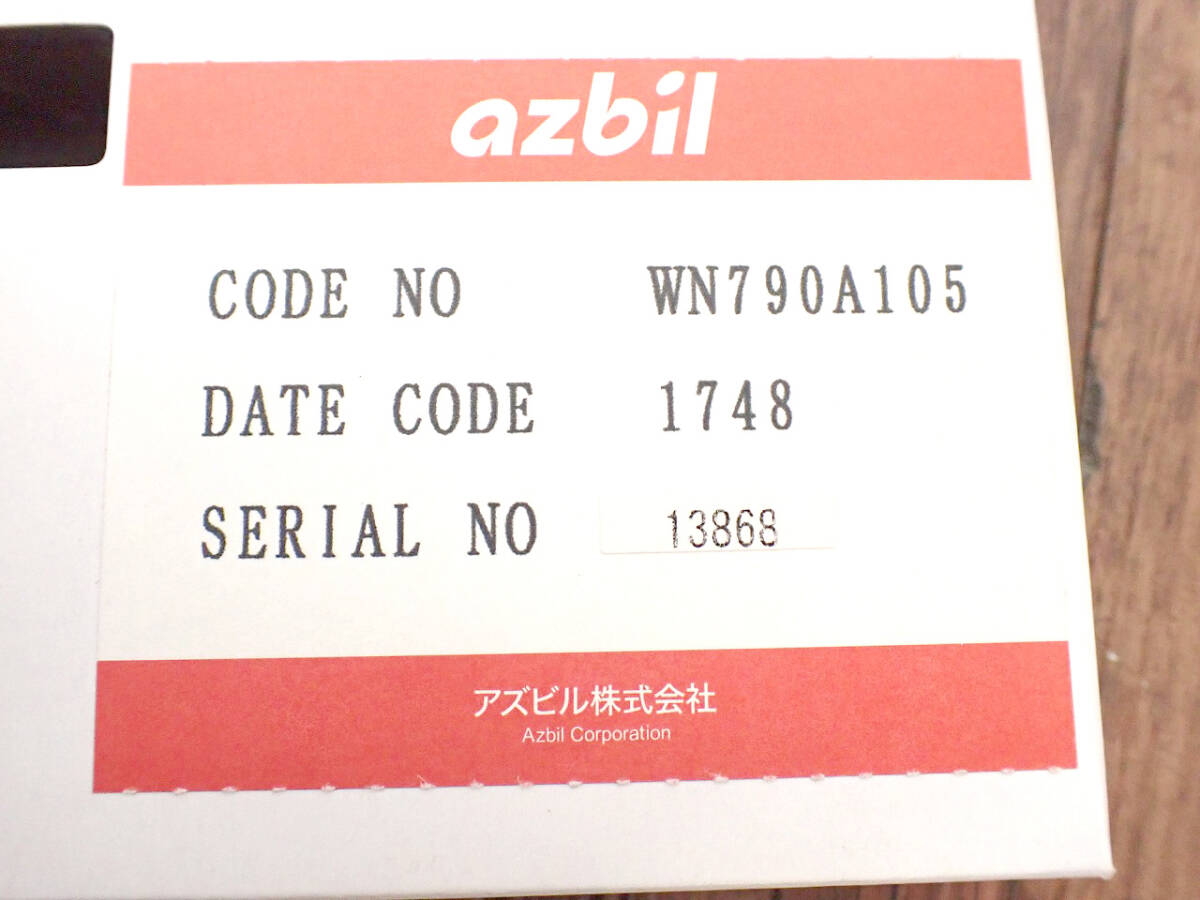 azbil
CODE NO WN790A105
DATE CODE 1748
SERIAL NO 13868
アズビル株式会社
Azbil Corporation